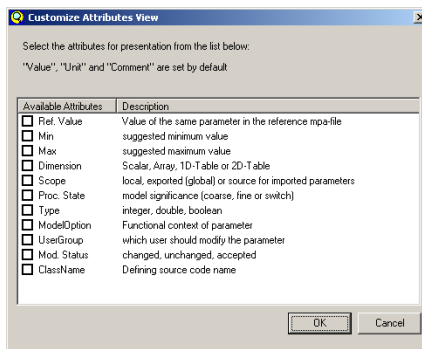 Customize Attributes View
Select the attributes for presentation from the list below:
"Value", "Unit" and "Comment" are set by default
Available Attributes Description
Ref. Value Value of the same parameter in the reference mpa-file
Min suggested minimum value
Max suggested maximum value
Dimension Scalar, Array, 1D-Table or 2D-Table
Scope local, exported (global) or source for imported parameters
Proc. State model significance (coarse, fine or switch)
Type integer, double, boolean
ModelOption Functional context of parameter
UserGroup which user should modify the parameter
Mod. Status changed, unchanged, accepted
ClassName Defining source code name
OK Cancel